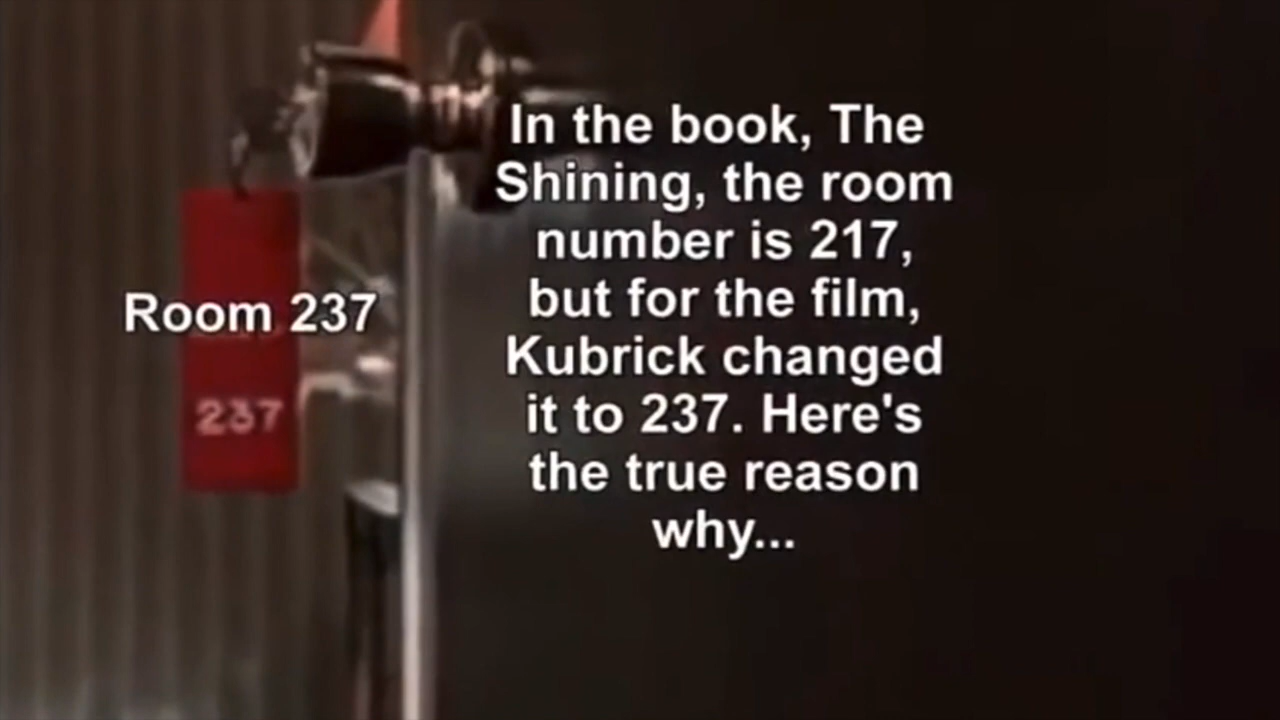 In the book, The
Shining, the room
number is 217,
but for the film,
Kubrick changed
it to 237. Here's
the true reason
why...
Room 237
237